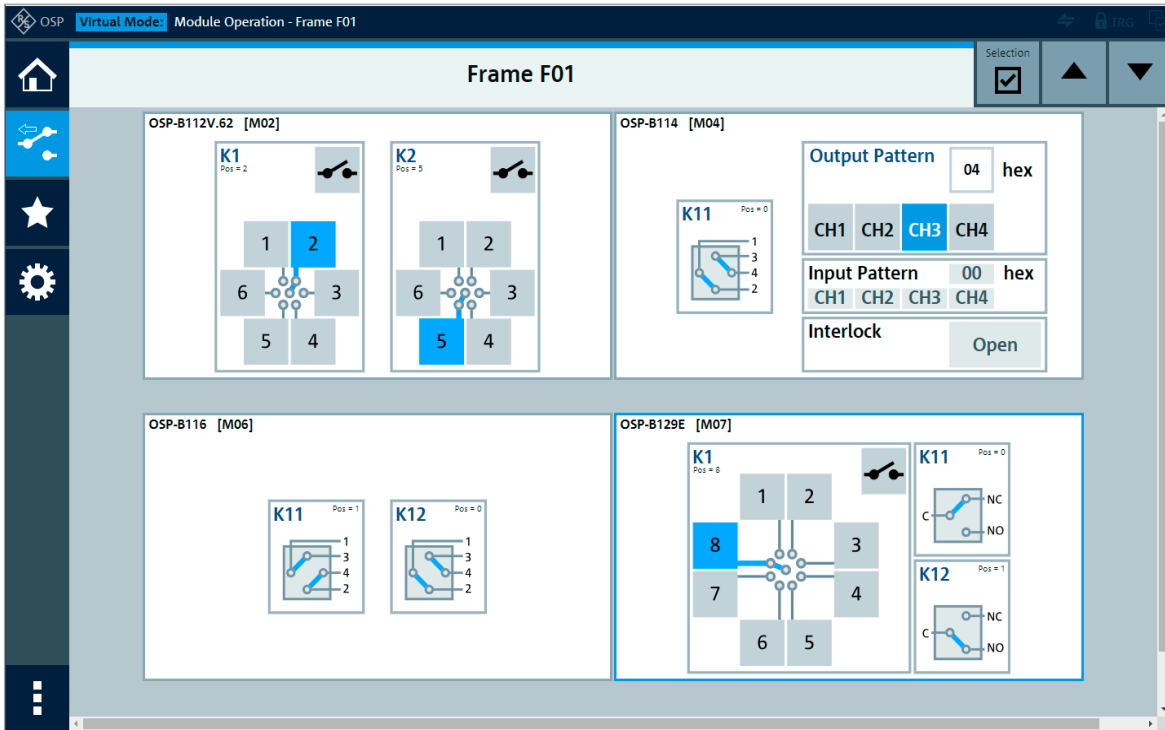 R&S OSP Virtual Mode: Module Operation - Frame F01 TRG
Frame F01
Selection
OSP-B112V.62 [M02]
K1
Pos = 2
1 2
6 3
5 4
K2
Pos = 5
1 2
6 3
5 4
OSP-B114 [M04]
K11 Pos = 0
1
3
4
2
Output Pattern 04 hex
CH1 CH2 CH3 CH4
Input Pattern 00 hex
CH1 CH2 CH3 CH4
Interlock Open
OSP-B116 [M06]
K11 Pos = 1
1
3
4
2
K12 Pos = 0
1
3
4
2
OSP-B129E [M07]
K1
Pos = 8
1 2
8 3
7 4
6 5
K11 Pos = 0
NC
C
NO
K12 Pos = 1
NC
C
NO